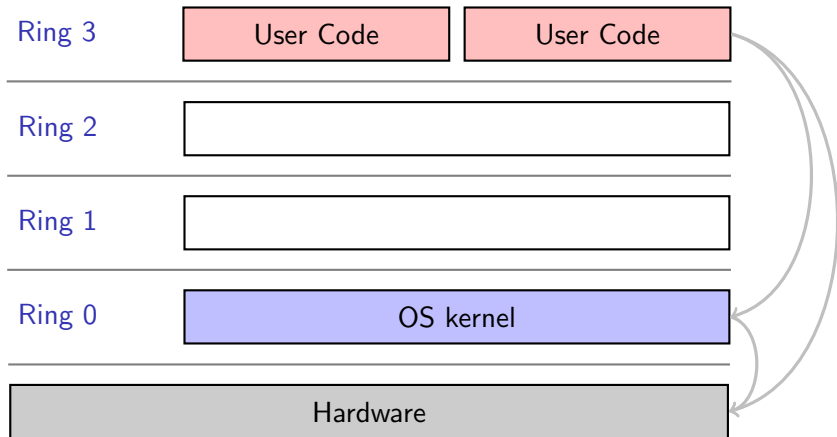 Ring 3 User Code User Code
Ring 2
Ring 1
Ring 0 OS kernel
Hardware